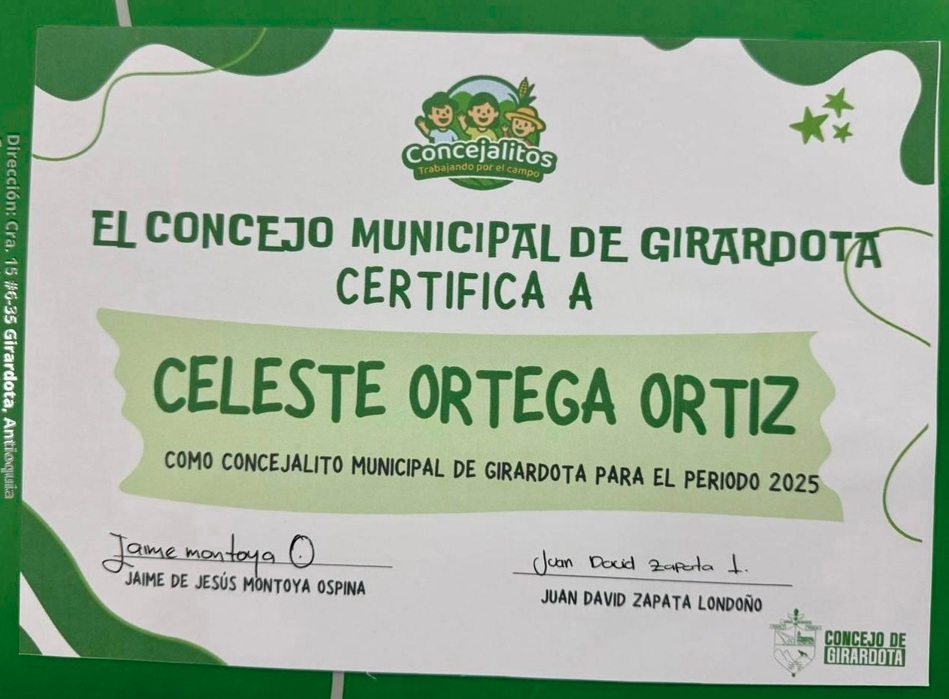 Concejalitos
Trabajando por el campo
EL CONCEJO MUNICIPAL DE GIRARDOTA
CERTIFICA A
CELESTE ORTEGA ORTIZ
COMO CONCEJALITO MUNICIPAL DE GIRARDOTA PARA EL PERIODO 2025
Jaime montoya O
JAIME DE JESÚS MONTOYA OSPINA
Juan David Zapata L.
JUAN DAVID ZAPATA LONDOÑO
CONCEJO DE
GIRARDOTA
Dirección: Cra. 15 #6-35 Girardota, Antioquia